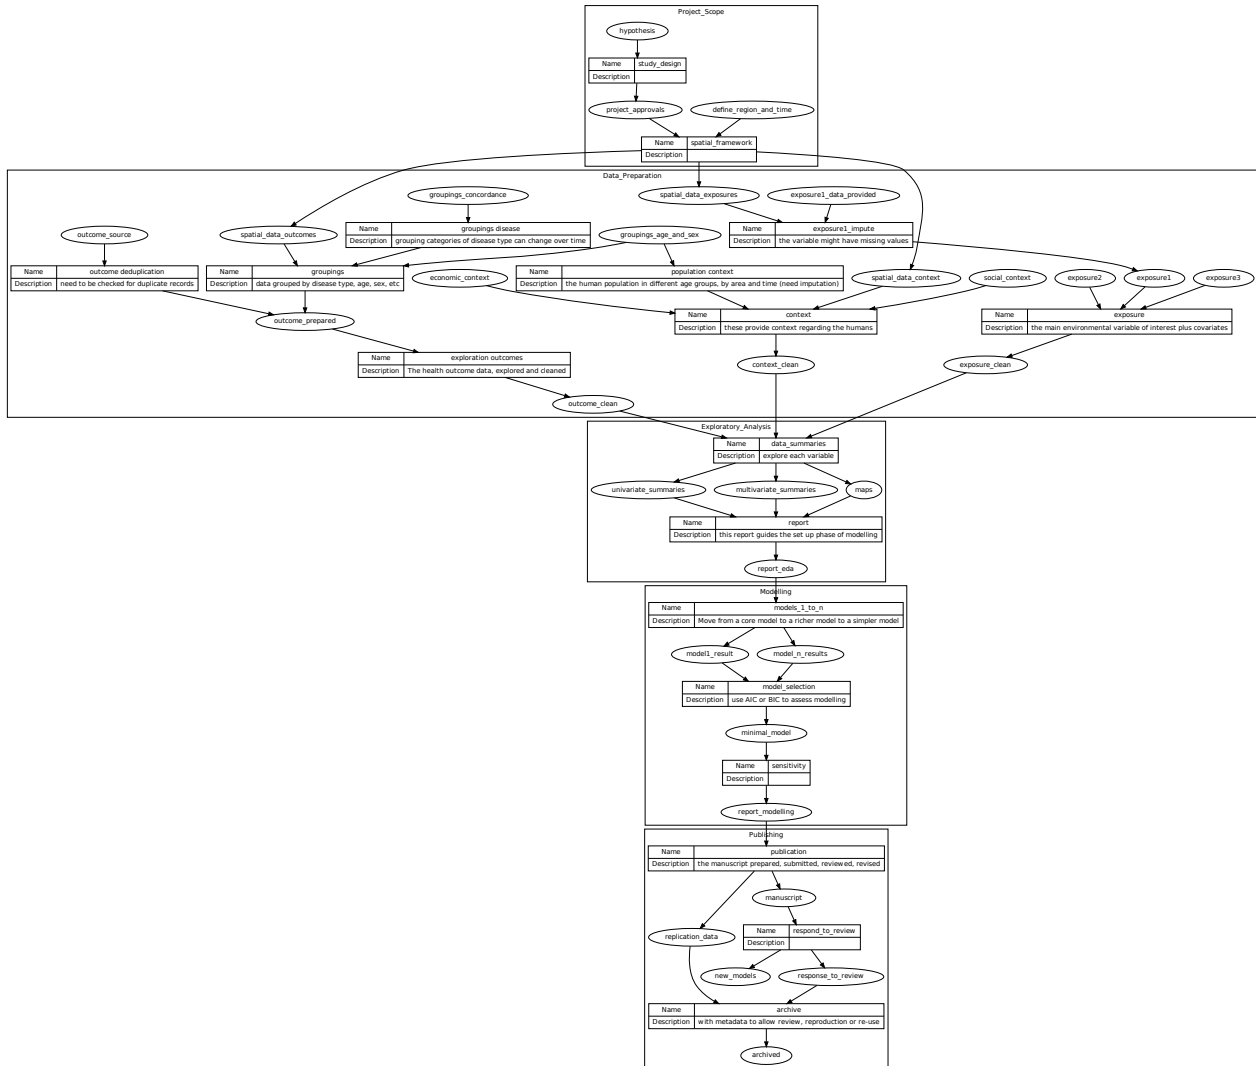 Project_Scope
hypothesis
Name study_design
Description
project_approvals
define_region_and_time
Name spatial_framework
Description
Data_Preparation
groupings_concordance
spatial_data_exposures
exposure1_data_provided
outcome_source
spatial_data_outcomes
Name groupings disease
Description grouping categories of disease type can change over time
groupings_age_and_sex
Name exposure1_impute
Description the variable might have missing values
Name outcome deduplication
Description need to be checked for duplicate records
Name groupings
Description data grouped by disease type, age, sex, etc
economic_context
Name population context
Description the human population in different age groups, by area and time (need imputation)
spatial_data_context
social_context
exposure2
exposure1
exposure3
outcome_prepared
Name context
Description these provide context regarding the humans
Name exposure
Description the main environmental variable of interest plus covariates
Name exploration outcomes
Description The health outcome data, explored and cleaned
context_clean
exposure_clean
outcome_clean
Exploratory_Analysis
Name data_summaries
Description explore each variable
univariate_summaries
multivariate_summaries
maps
Name report
Description this report guides the set up phase of modelling
report_eda
Modelling
Name models_1_to_n
Description Move from a core model to a richer model to a simpler model
model1_result
model_n_results
Name model_selection
Description use AIC or BIC to assess modelling
minimal_model
Name sensitivity
Description
report_modelling
Publishing
Name publication
Description the manuscript prepared, submitted, reviewed, revised
manuscript
replication_data
Name respond_to_review
Description
new_models
response_to_review
Name archive
Description with metadata to allow review, reproduction or re-use
archived